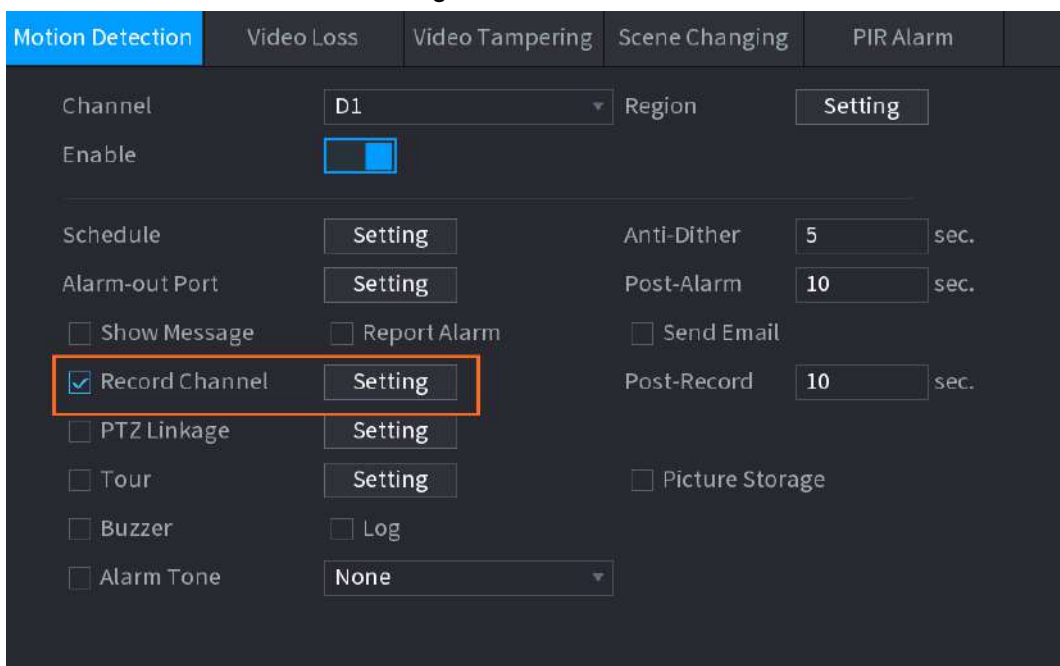 Motion Detection Video Loss Video Tampering Scene Changing PIR Alarm
Channel D1 Region Setting
Enable
Schedule Setting Anti-Dither 5 sec.
Alarm-out Port Setting Post-Alarm 10 sec.
Show Message Report Alarm Send Email
Record Channel Setting Post-Record 10 sec.
PTZ Linkage Setting
Tour Setting Picture Storage
Buzzer Log
Alarm Tone None